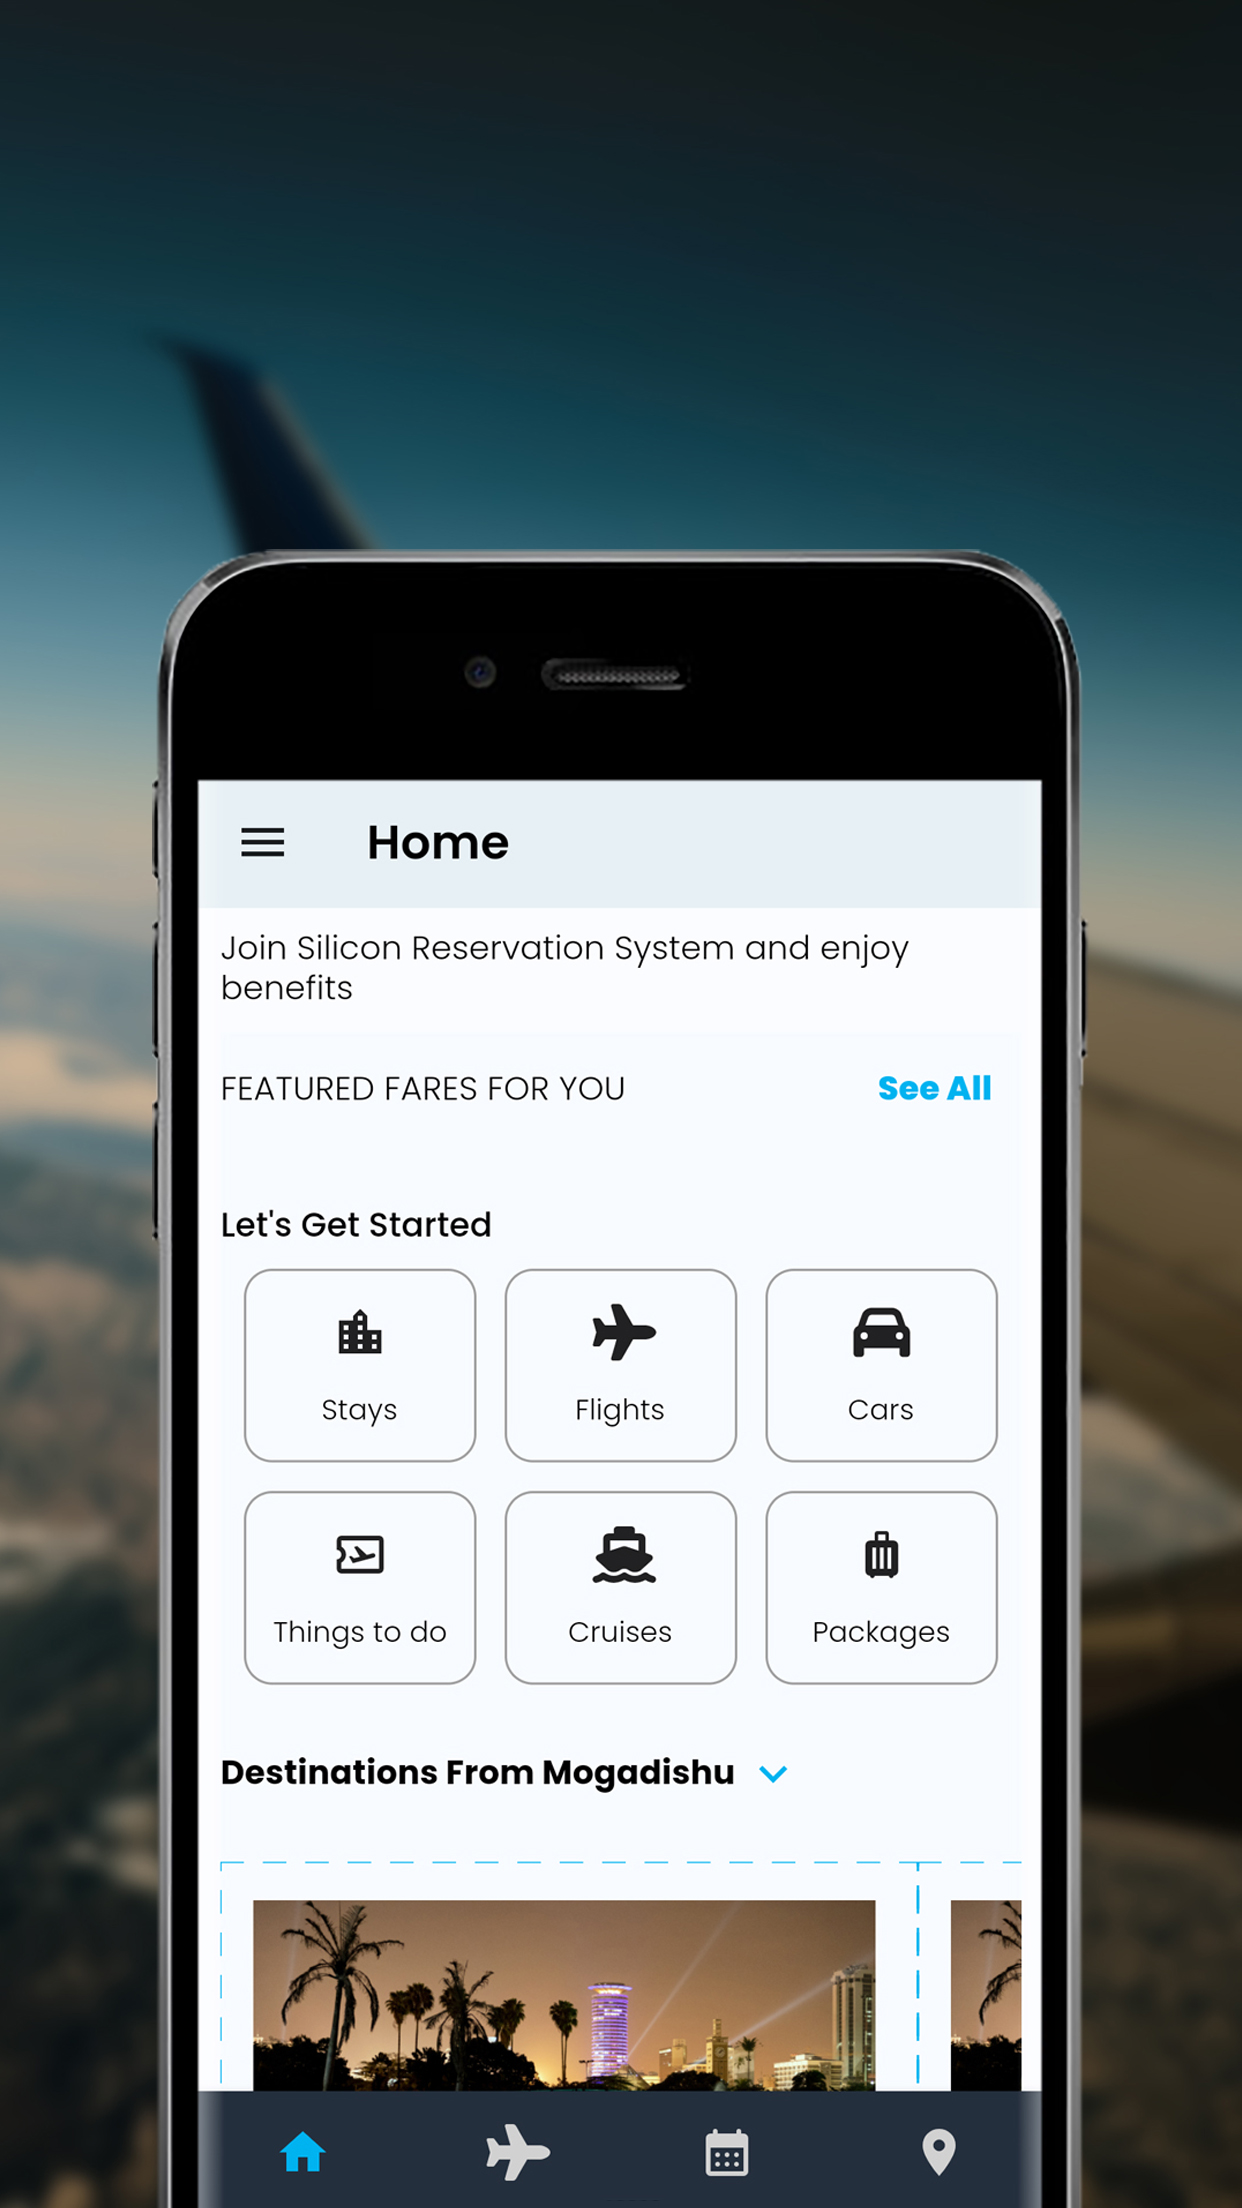 Home
Join Silicon Reservation System and enjoy
benefits
FEATURED FARES FOR YOU
See All
Let's Get Started
Stays
Flights
Cars
Things to do
Cruises
Packages
Destinations From Mogadishu